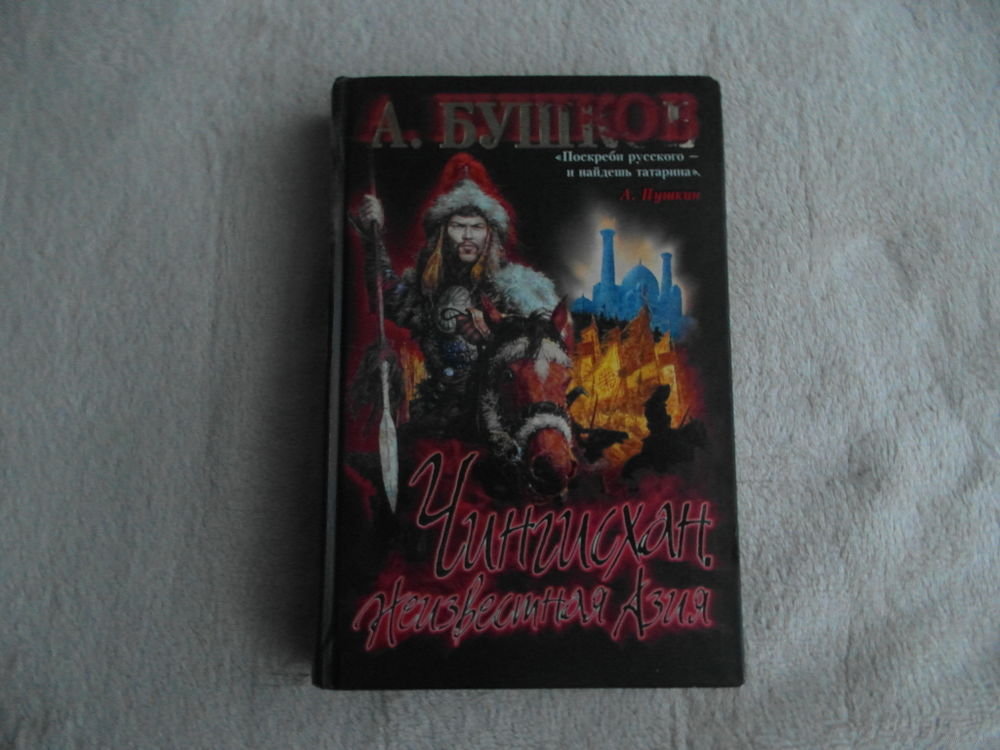 А. БУШКОВ
«Поскреби русского –
и найдешь татарина».
А. Пушкин
Чингисхан.
Неизвестная Азия